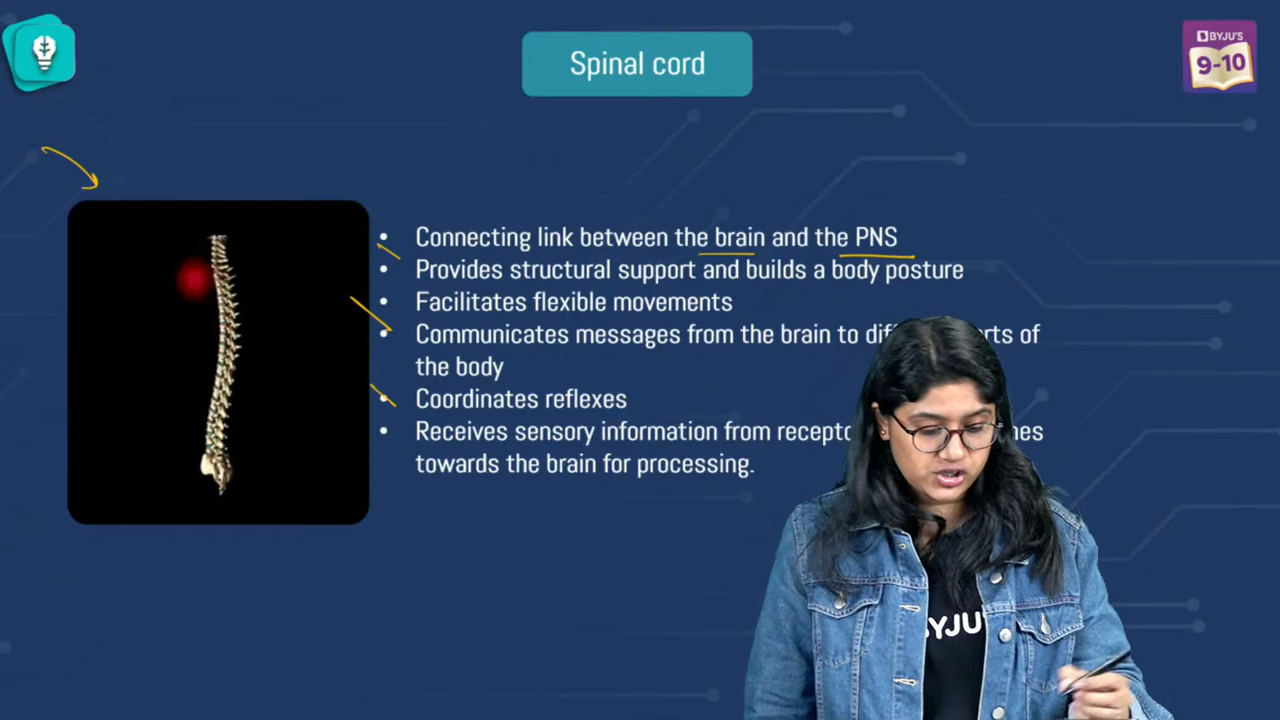 Spinal cord
BYJU'S
9-10
• Connecting link between the brain and the PNS
• Provides structural support and builds a body posture
• Facilitates flexible movements
• Communicates messages from the brain to of
the body
• Coordinates reflexes
• Receives sensory information from
towards the brain for processing.
BYJU